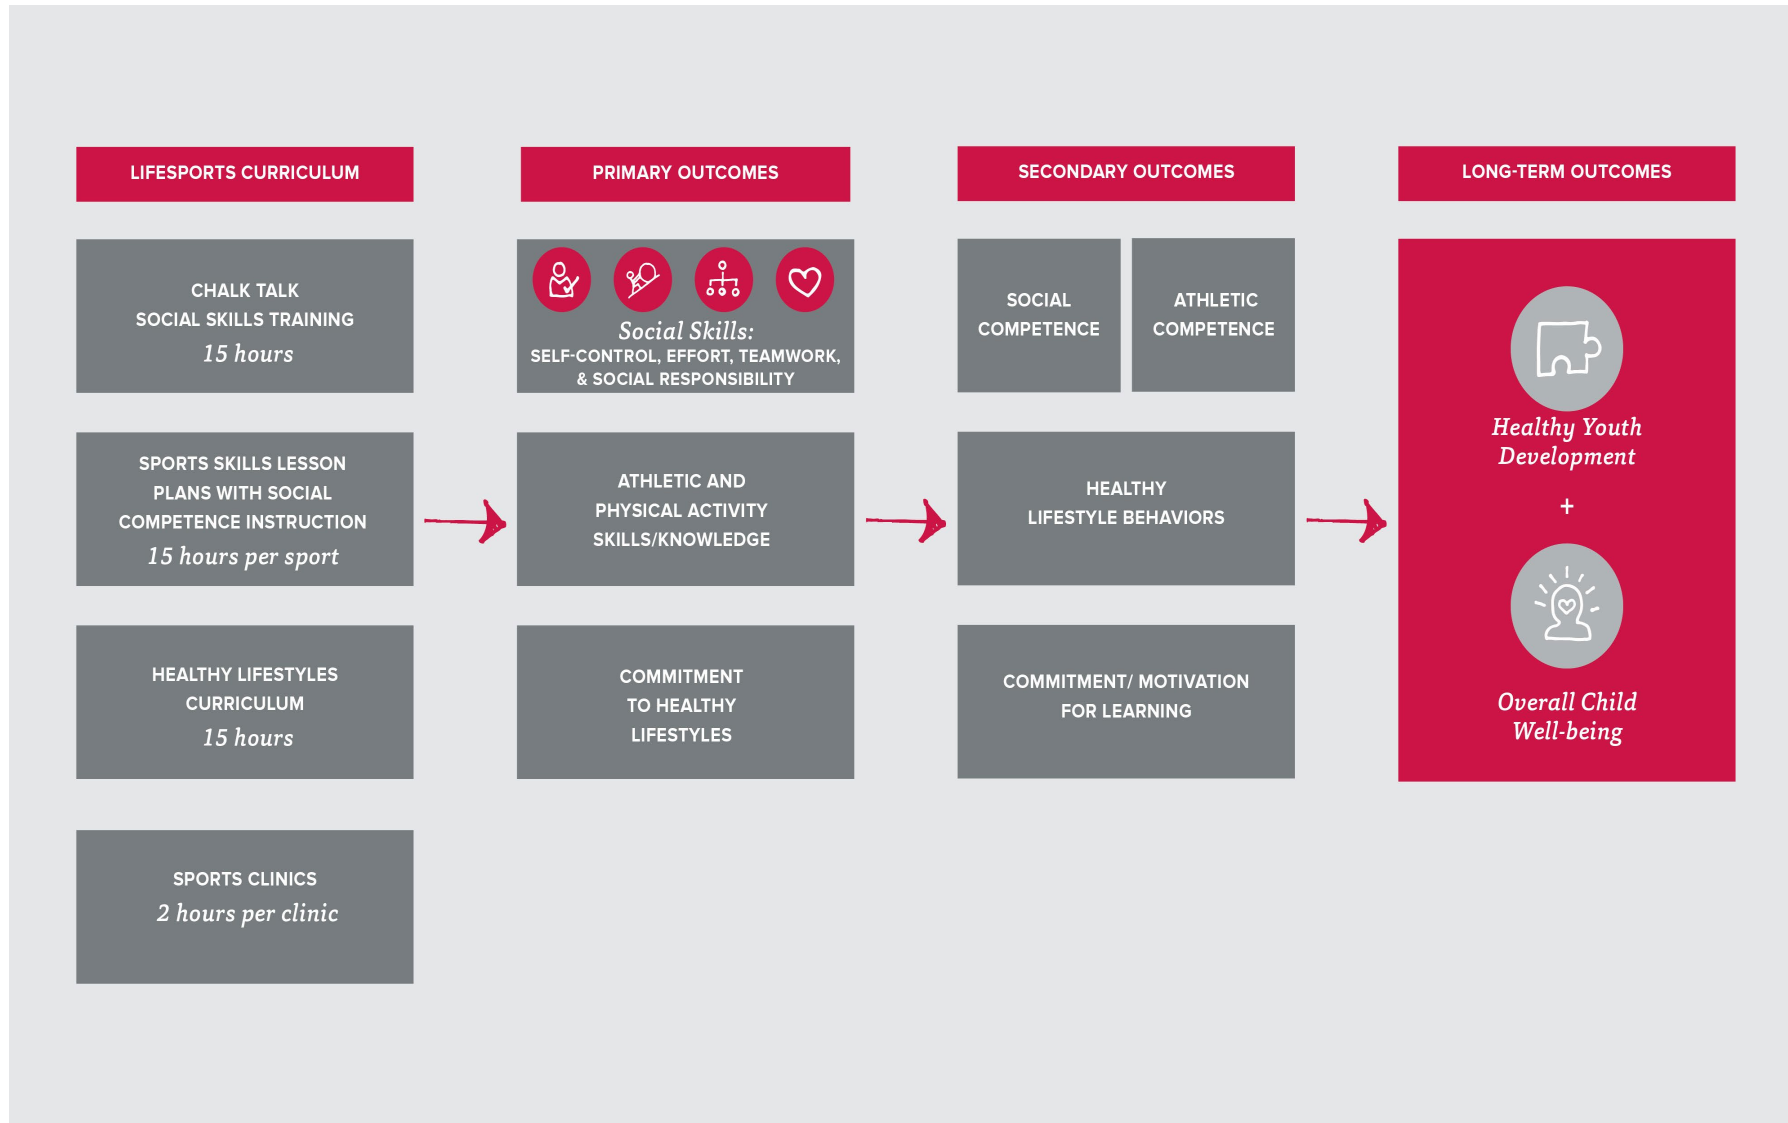 LIFESPORTS CURRICULUM
CHALK TALK
SOCIAL SKILLS TRAINING
15 hours
SPORTS SKILLS LESSON
PLANS WITH SOCIAL
COMPETENCE INSTRUCTION
15 hours per sport
HEALTHY LIFESTYLES
CURRICULUM
15 hours
SPORTS CLINICS
2 hours per clinic
PRIMARY OUTCOMES
Social Skills:
SELF-CONTROL, EFFORT, TEAMWORK,
& SOCIAL RESPONSIBILITY
ATHLETIC AND
PHYSICAL ACTIVITY
SKILLS/KNOWLEDGE
COMMITMENT
TO HEALTHY
LIFESTYLES
SECONDARY OUTCOMES
SOCIAL
COMPETENCE
ATHLETIC
COMPETENCE
HEALTHY
LIFESTYLE BEHAVIORS
COMMITMENT/ MOTIVATION
FOR LEARNING
LONG-TERM OUTCOMES
Healthy Youth
Development
+
Overall Child
Well-being